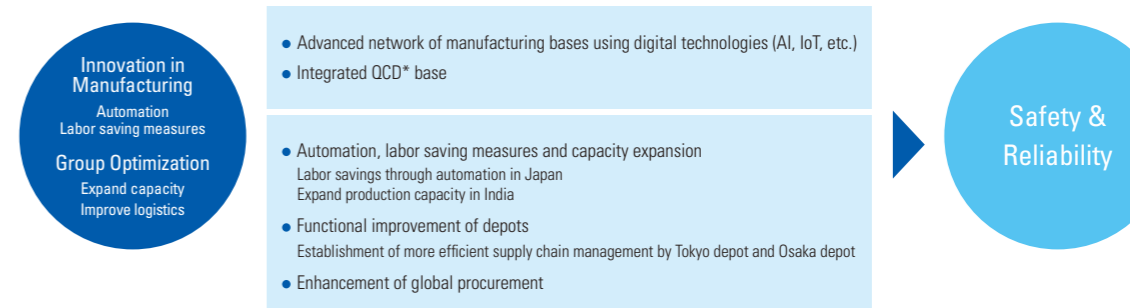 Innovation in
Manufacturing
Automation
Labor saving measures
Group Optimization
Expand capacity
Improve logistics
● Advanced network of manufacturing bases using digital technologies (AI, IoT, etc.)
● Integrated QCD* base
● Automation, labor saving measures and capacity expansion
Labor savings through automation in Japan
Expand production capacity in India
● Functional improvement of depots
Establishment of more efficient supply chain management by Tokyo depot and Osaka depot
● Enhancement of global procurement
Safety &
Reliability